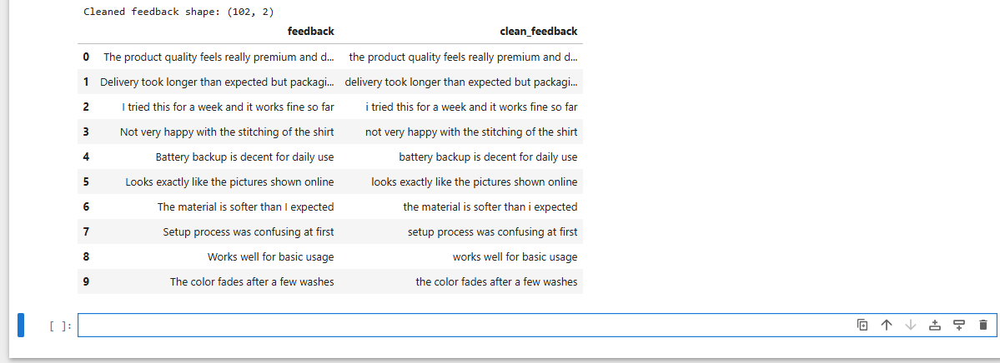 Cleaned feedback shape: (102, 2)
feedback clean_feedback
0 The product quality feels really premium and d... the product quality feels really premium and d...
1 Delivery took longer than expected but packagi... delivery took longer than expected but packagi...
2 I tried this for a week and it works fine so far i tried this for a week and it works fine so far
3 Not very happy with the stitching of the shirt not very happy with the stitching of the shirt
4 Battery backup is decent for daily use battery backup is decent for daily use
5 Looks exactly like the pictures shown online looks exactly like the pictures shown online
6 The material is softer than I expected the material is softer than i expected
7 Setup process was confusing at first setup process was confusing at first
8 Works well for basic usage works well for basic usage
9 The color fades after a few washes the color fades after a few washes
[ ]: